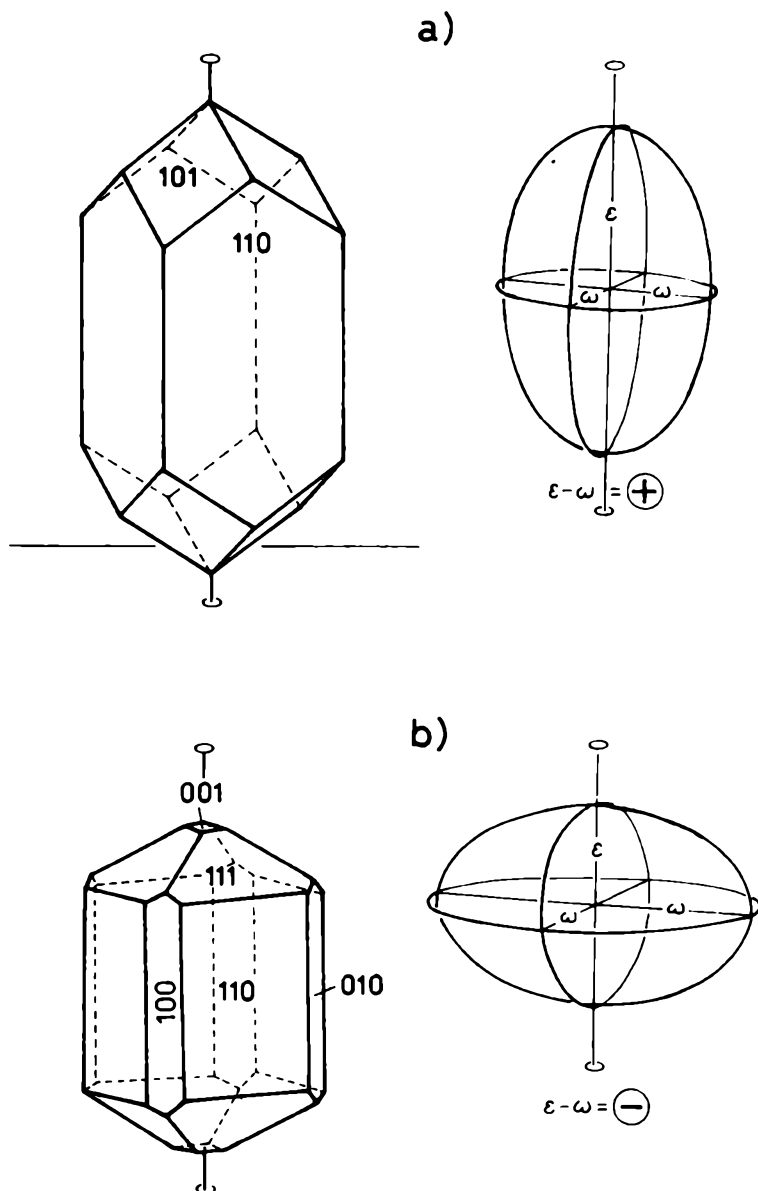 a)
101
110
ε
ω ω
ε-ω = +
b)
001
111
100
110
010
ε
ω ω
ε-ω = −